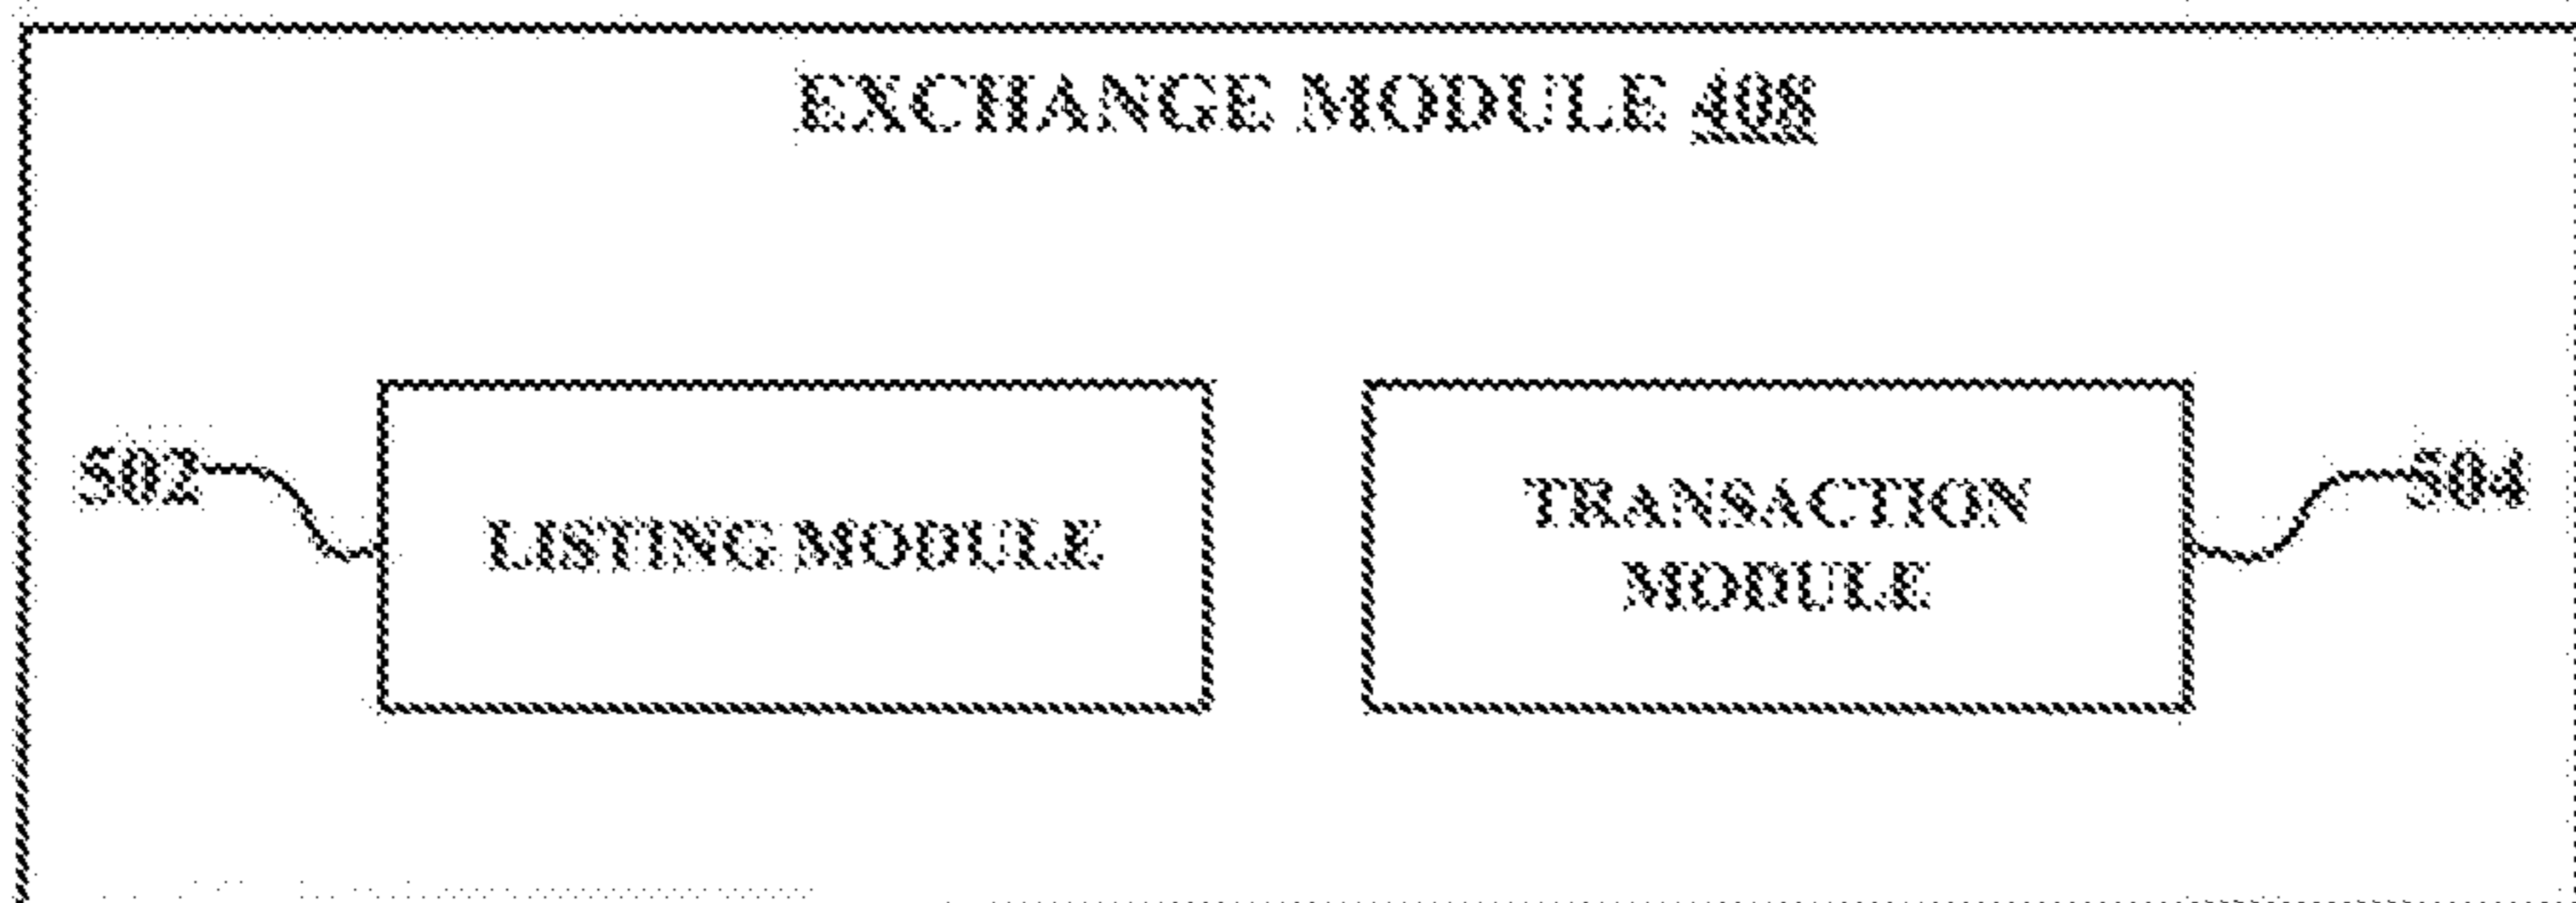 EXCHANGE MODULE 408
502
LISTING MODULE
TRANSACTION
MODULE
504